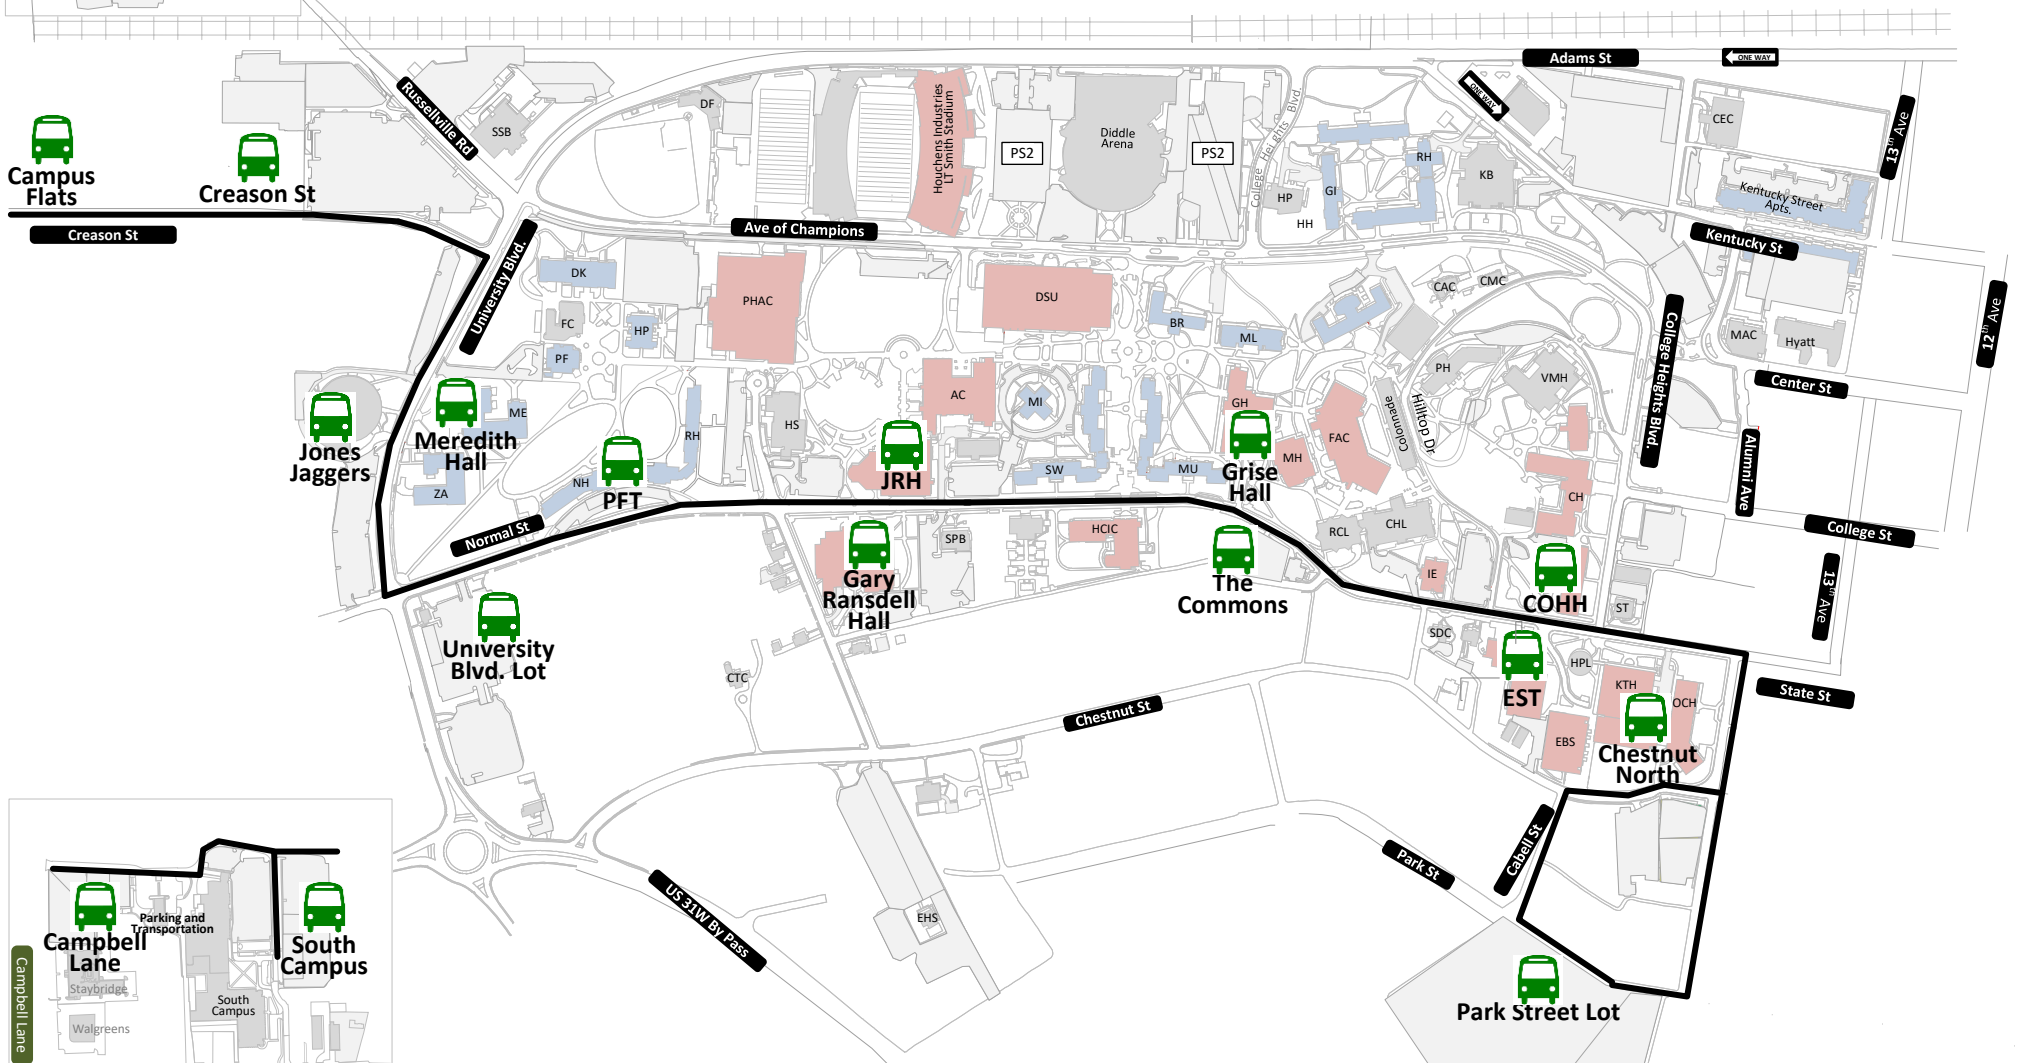 Adams St
ONE WAY
ONE WAY
Russellville Rd
SSB
DF
Houchens Industries
LT Smith Stadium
PS2
Diddle
Arena
PS2
College Heights Blvd.
HP
HH
GI
RH
KB
CEC
13th Ave
Kentucky Street
Apts.
Campus
Flats
Creason St
Creason St
Ave of Champions
Kentucky St
University Blvd.
DK
FC
HP
PF
PHAC
DSU
BR
ML
CAC
CMC
PH
VMH
College Heights Blvd.
MAC
Hyatt
Center St
12th Ave
Jones
Jaggers
Meredith
Hall
ME
ZA
NH
PFT
RH
HS
AC
MI
JRH
SW
MU
GH
Grise
Hall
MH
FAC
Colonade
Hilltop Dr
CH
Alumni Ave
College St
Normal St
Gary
Ransdell
Hall
SPB
HCIC
The
Commons
RCL
CHL
IE
COHH
ST
13th Ave
University
Blvd. Lot
CTC
Chestnut St
SDC
EST
HPL
KTH
OCH
EBS
Chestnut
North
State St
Cabell St
Park St
US 31W By Pass
EHS
Park Street Lot
Campbell
Lane
Parking and
Transportation
South
Campus
Staybridge
South
Campus
Walgreens
Campbell Lane